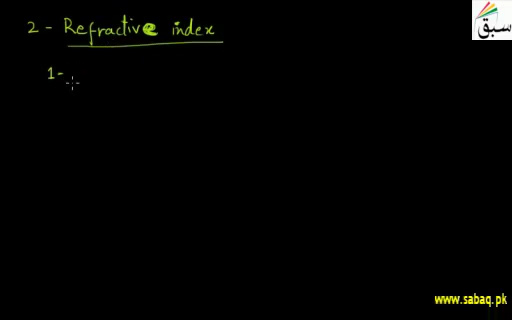 سبق
2 - Refractive index
1 -
www.sabaq.pk